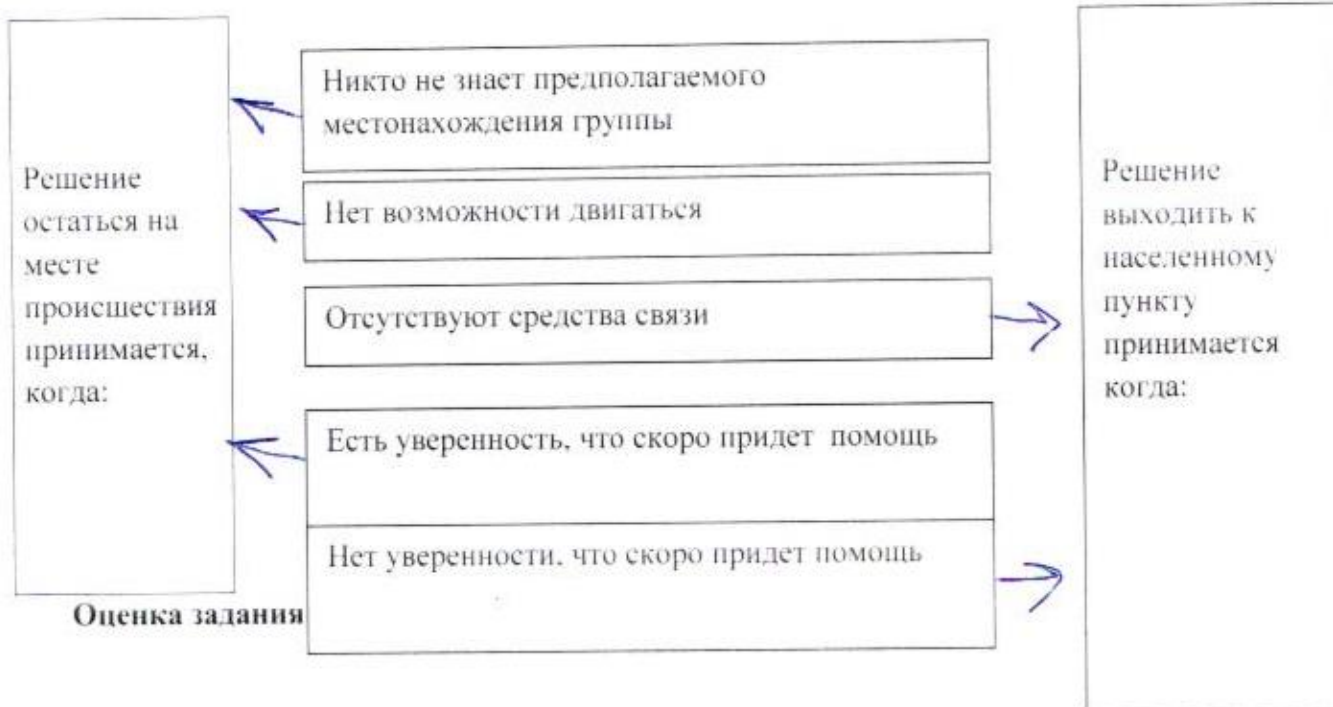 Решение
остаться на
месте
происшествия
принимается,
когда:
Никто не знает предполагаемого
местонахождения группы
Нет возможности двигаться
Отсутствуют средства связи
Есть уверенность, что скоро придет помощь
Нет уверенности, что скоро придет помощь
Решение
выходить к
населенному
пункту
принимается
когда:
Оценка задания